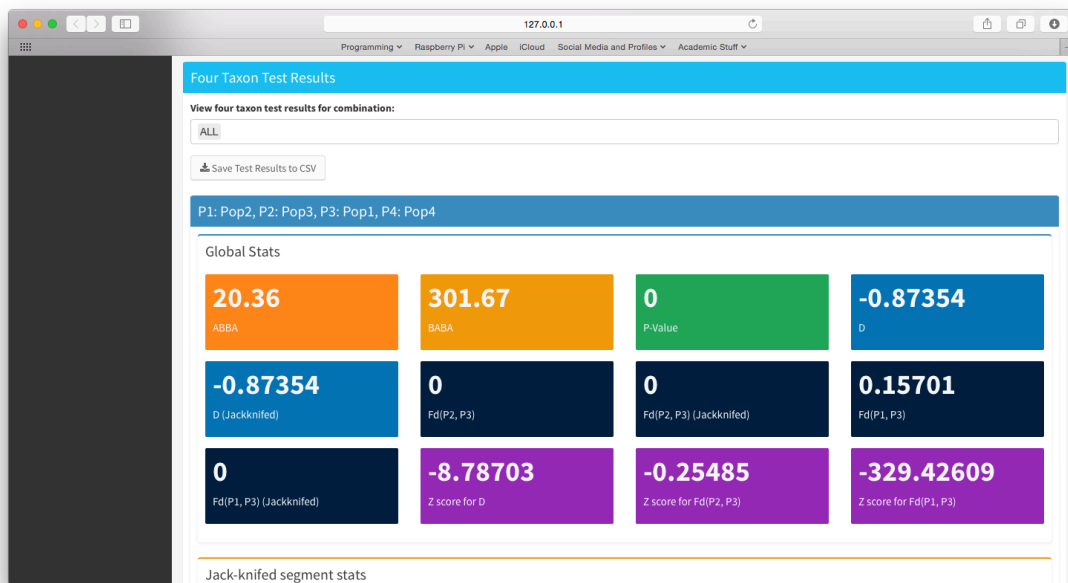 127.0.0.1
Programming Raspberry Pi Apple iCloud Social Media and Profiles Academic Stuff
Four Taxon Test Results
View four taxon test results for combination:
ALL
Save Test Results to CSV
P1: Pop2, P2: Pop3, P3: Pop1, P4: Pop4
Global Stats
20.36 301.67 0 -0.87354
ABBA BABA P-Value D
-0.87354 0 0 0.15701
D (Jackknifed) Fd(P2, P3) Fd(P2, P3) (Jackknifed) Fd(P1, P3)
0 -8.78703 -0.25485 -329.42609
Fd(P1, P3) (Jackknifed) Z score for D Z score for Fd(P2, P3) Z score for Fd(P1, P3)
Jack-knifed segment stats